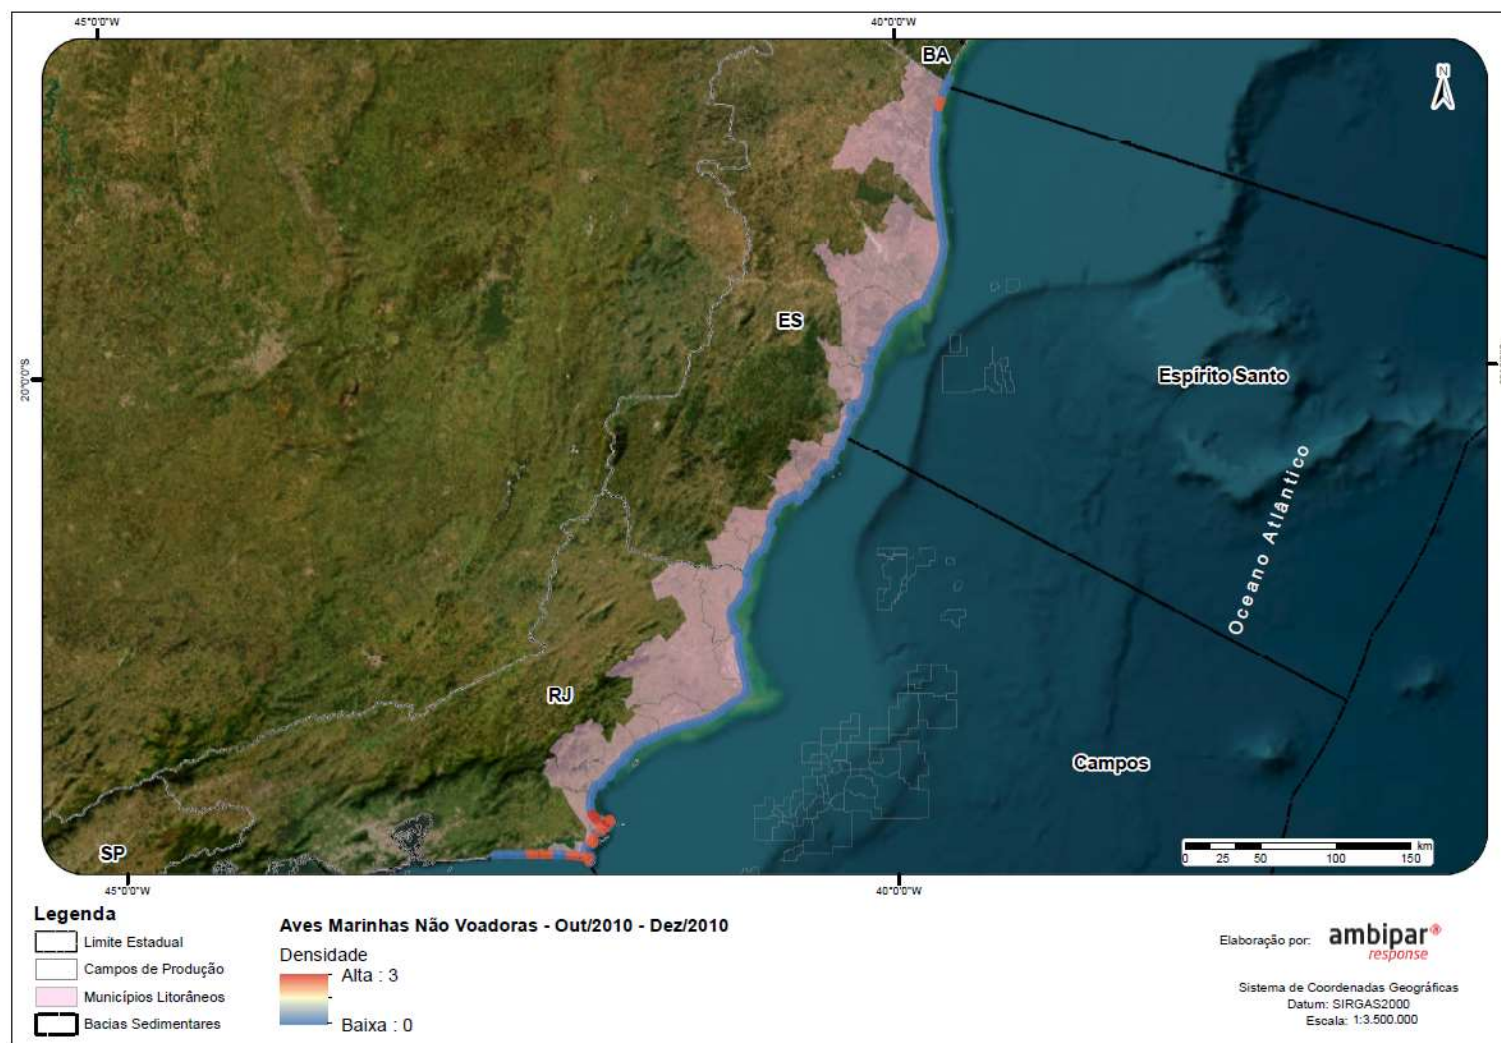 45°0'0"W
40°0'0"W
BA
N
ES
20°0'0"S
Espírito Santo
Oceano Atlântico
RJ
Campos
SP
km
0 25 50 100 150
45°0'0"W
40°0'0"W
Legenda
Limite Estadual
Campos de Produção
Municípios Litorâneos
Bacias Sedimentares
Aves Marinhas Não Voadoras - Out/2010 - Dez/2010
Densidade
Alta : 3
Baixa : 0
Elaboração por:
ambipar®
response
Sistema de Coordenadas Geográficas
Datum: SIRGAS2000
Escala: 1:3.500.000